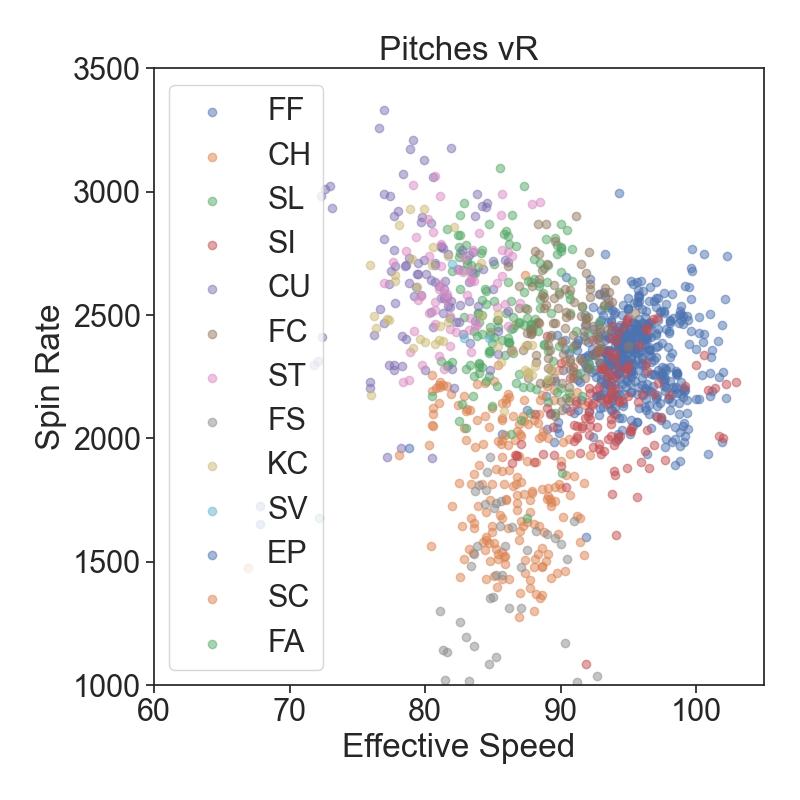 Pitches vR
3500
3000
2500
2000
1500
1000
Spin Rate
FF
CH
SL
SI
CU
FC
ST
FS
KC
SV
EP
SC
FA
60 70 80 90 100
Effective Speed